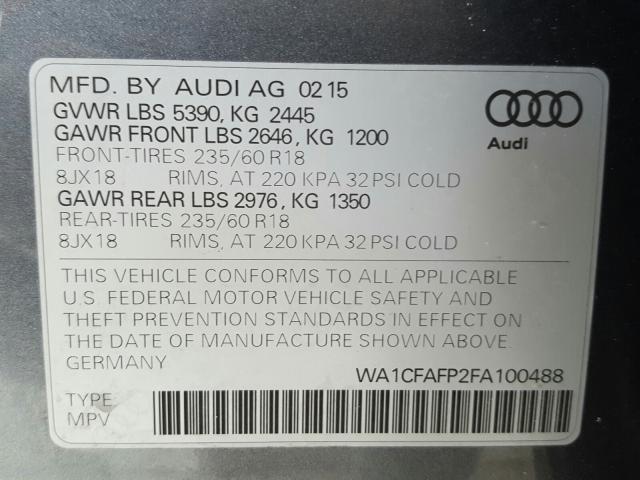 MFD. BY AUDI AG 02 15
GVWR LBS 5390, KG 2445
GAWR FRONT LBS 2646, KG 1200
FRONT-TIRES 235/60 R18
8JX18 RIMS, AT 220 KPA 32 PSI COLD
GAWR REAR LBS 2976, KG 1350
REAR-TIRES 235/60 R18
8JX18 RIMS, AT 220 KPA 32 PSI COLD
Audi
THIS VEHICLE CONFORMS TO ALL APPLICABLE
U.S. FEDERAL MOTOR VEHICLE SAFETY AND
THEFT PREVENTION STANDARDS IN EFFECT ON
THE DATE OF MANUFACTURE SHOWN ABOVE.
GERMANY
WA1CFAFP2FA100488
TYPE
MPV